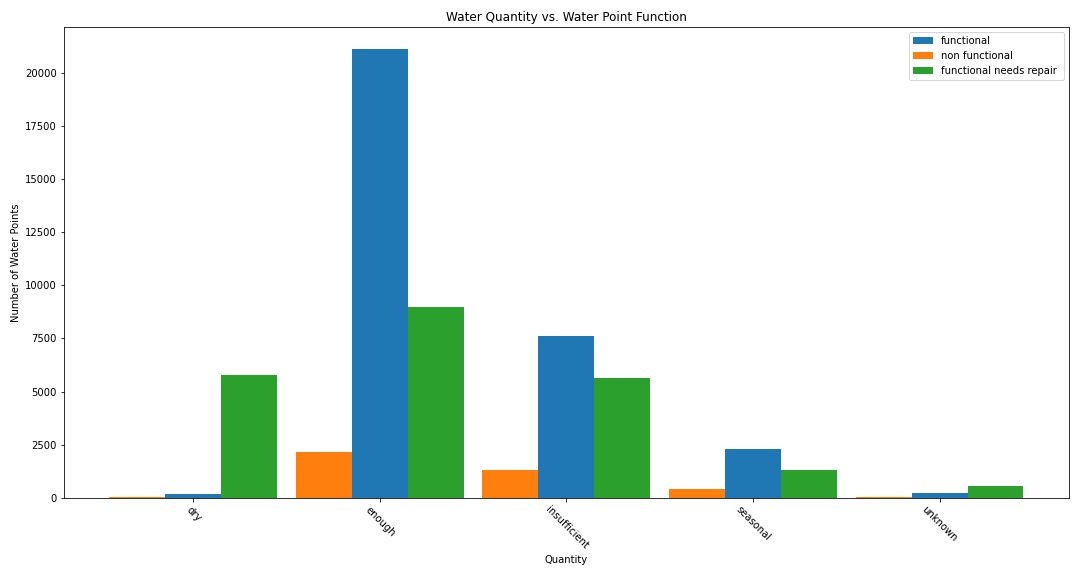 Water Quantity vs. Water Point Function
functional
non functional
functional needs repair
Number of Water Points
20000
17500
15000
12500
10000
7500
5000
2500
0
dry
enough
insufficient
seasonal
unknown
Quantity